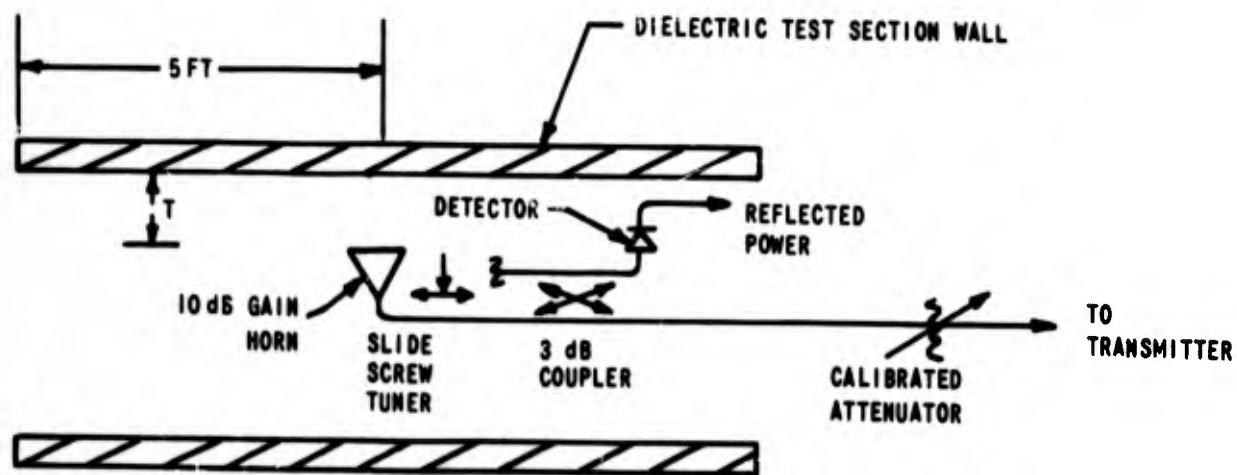 DIELECTRIC TEST SECTION WALL
5 FT
T
DETECTOR
REFLECTED
POWER
10 dB GAIN
HORN
SLIDE
SCREW
TUNER
3 dB
COUPLER
CALIBRATED
ATTENUATOR
TO
TRANSMITTER